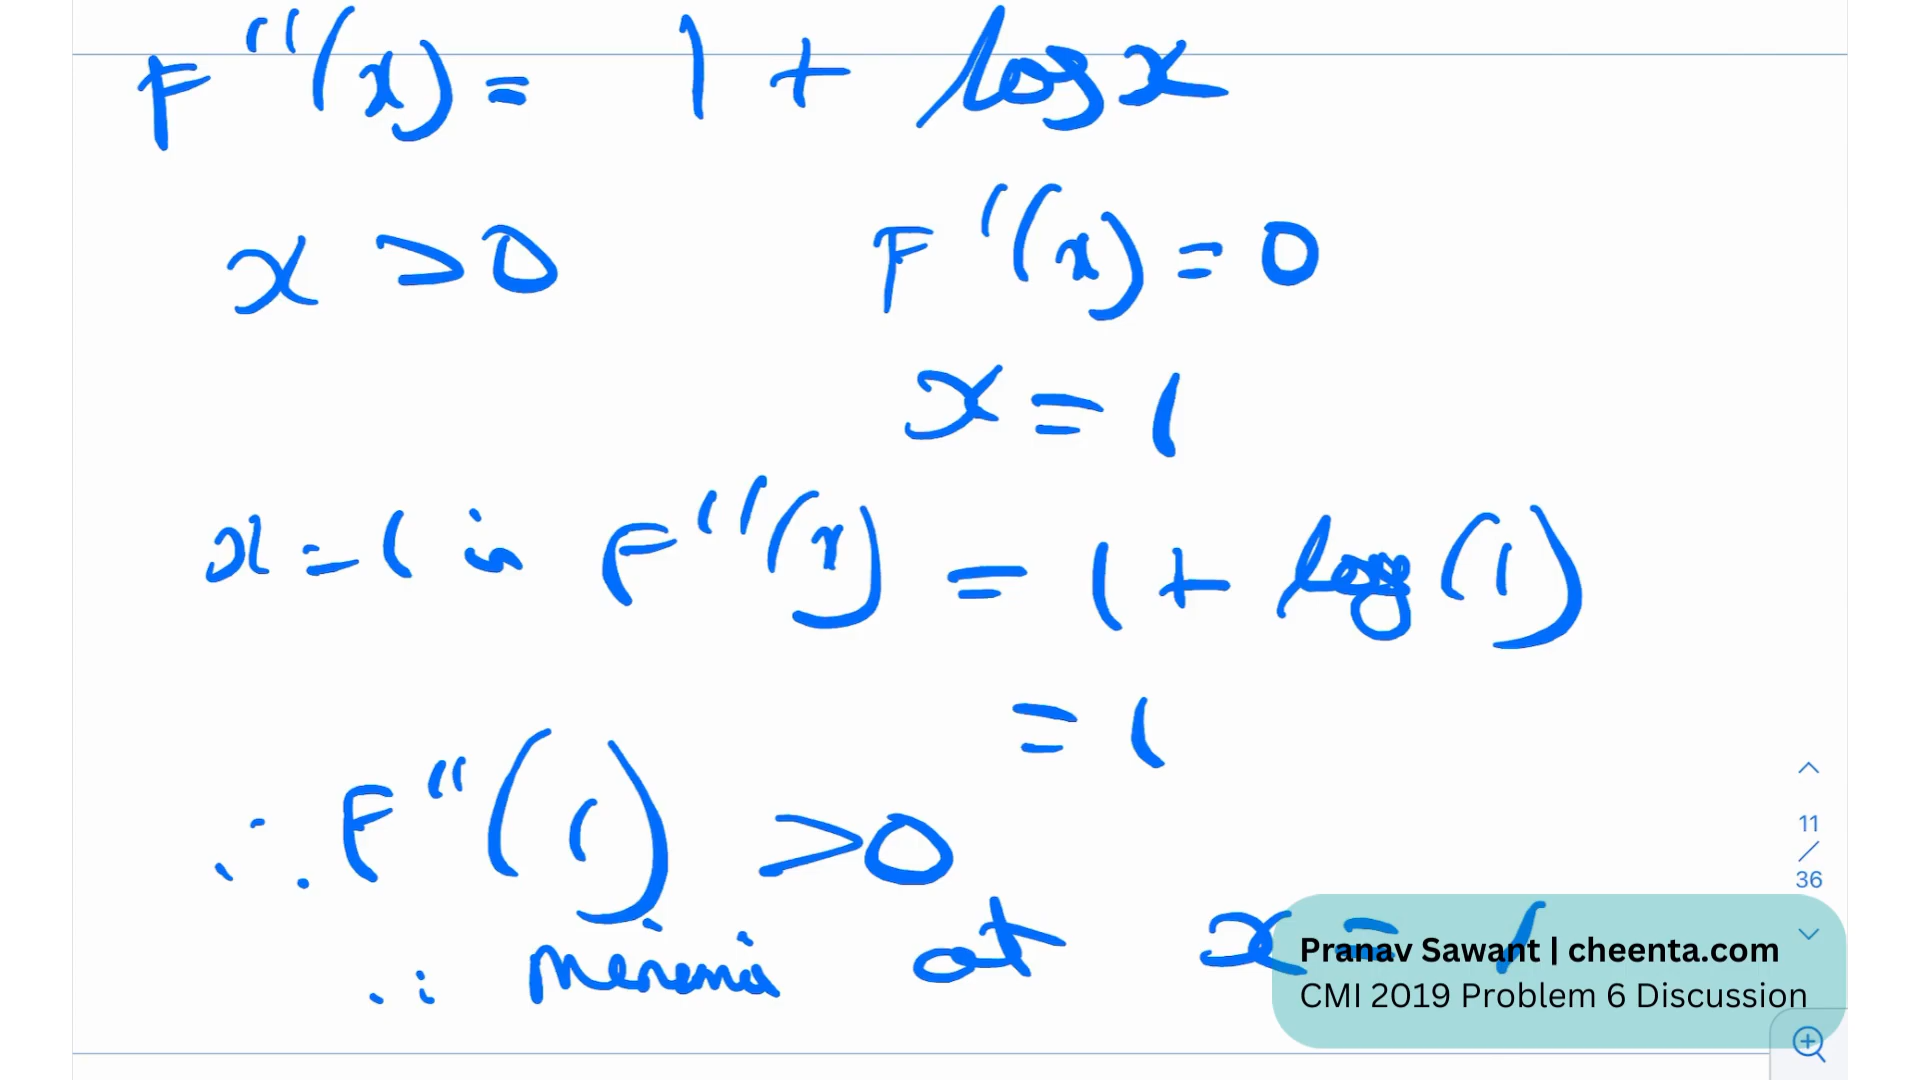 F''(x) = 1 + log x
x > 0 F'(x) = 0
x = 1
x = 1 in F''(x) = 1 + log(1)
= 1
∴ F''(1) > 0
∴ minima at x = 1
11
/
36
Pranav Sawant | cheenta.com
CMI 2019 Problem 6 Discussion